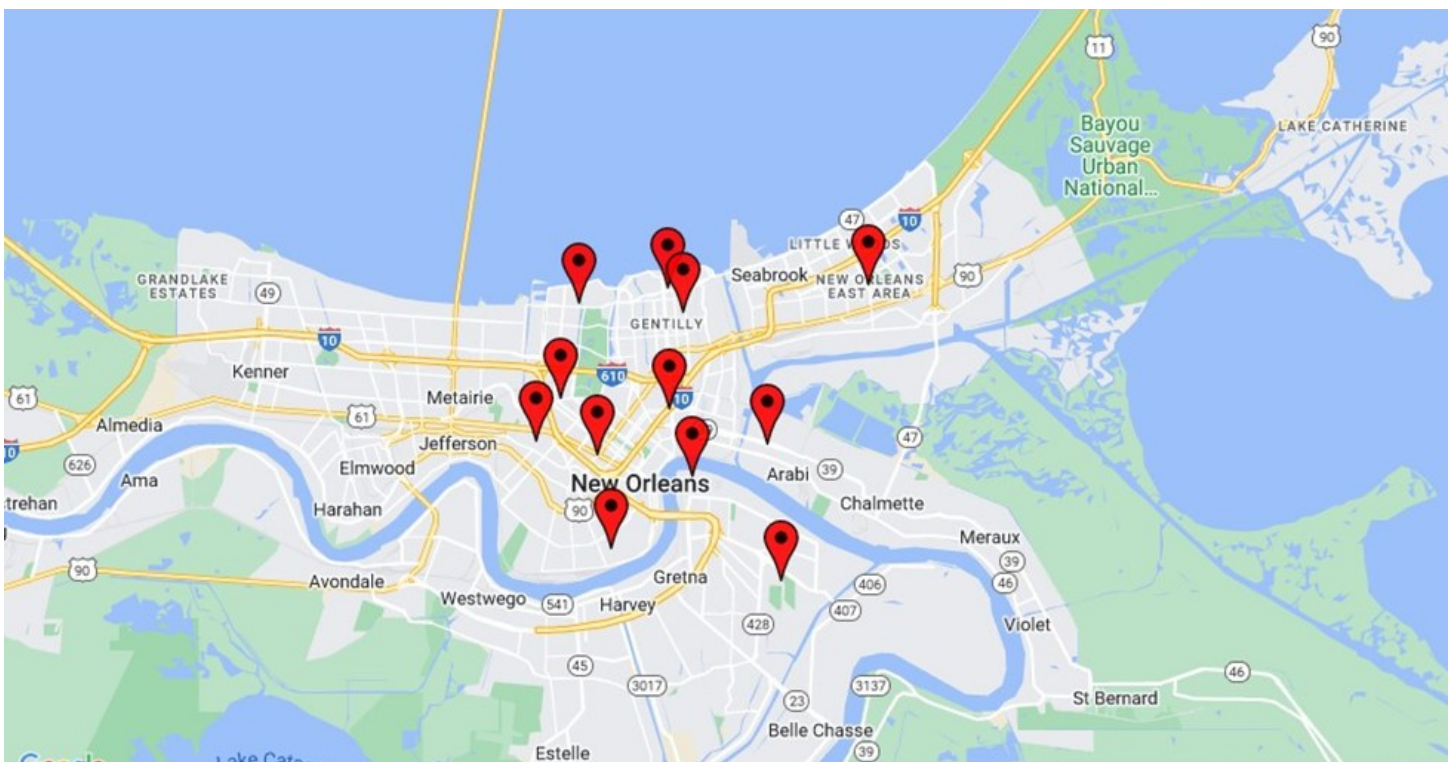 90
11
Bayou
Sauvage
Urban
National...
LAKE CATHERINE
47
10
LITTLE W
DS
GRANDLAKE
ESTATES
49
Seabrook
NEW ORLEANS
EAST AREA
90
GENTILLY
10
Kenner
610
61
Metairie
10
61
Almedia
Jefferson
47
10
626
Elmwood
Arabi
39
Ama
New Orleans
Chalmette
trehan
Harahan
90
Meraux
90
39
Avondale
Gretna
406
46
Westwego
541
Harvey
407
428
Violet
45
3017
3137
46
23
St Bernard
Belle Chasse
Estelle
39
Google
Lake Cata